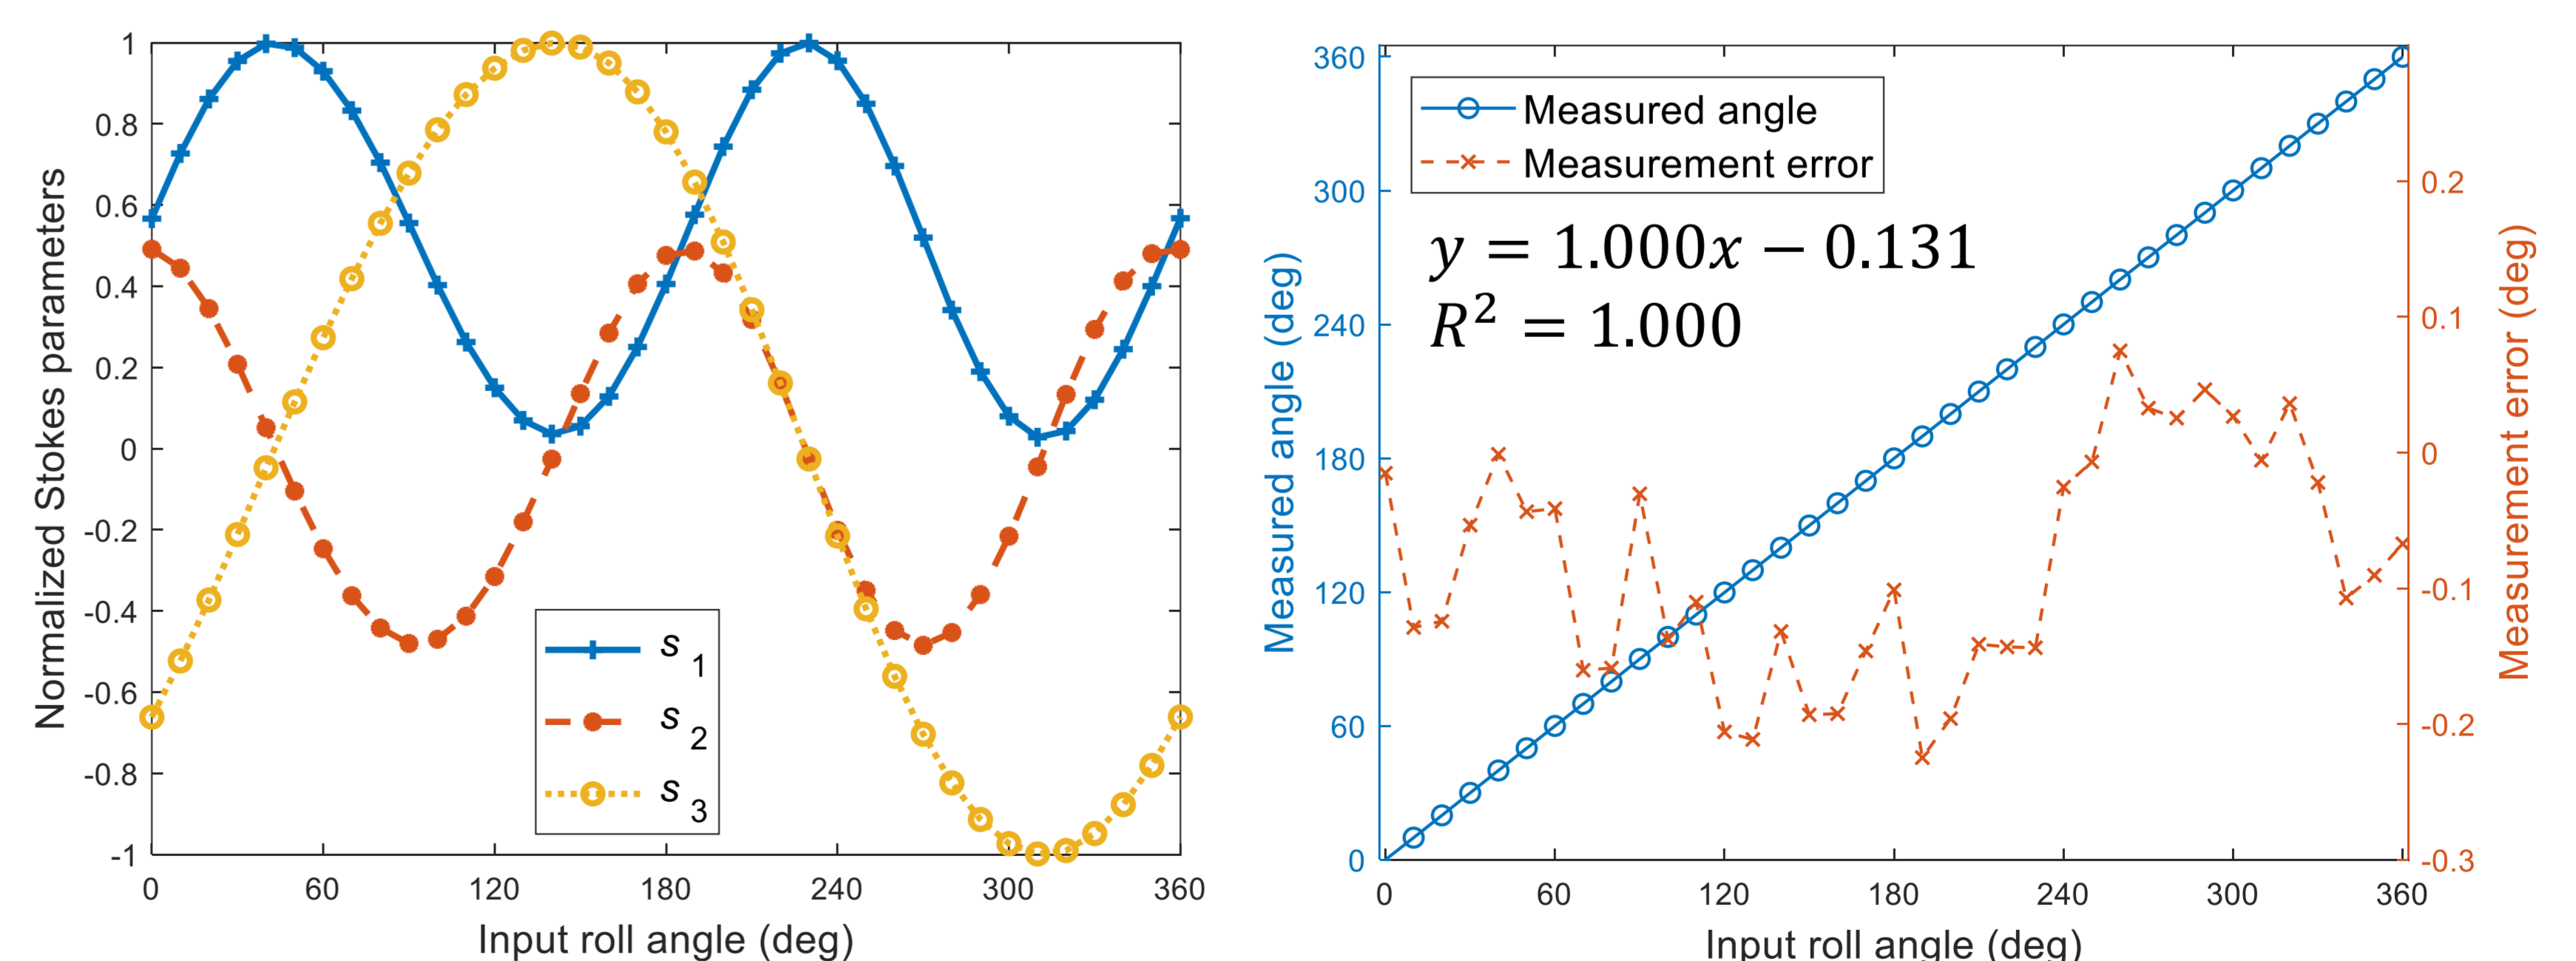 Normalized Stokes parameters
1
0.8
0.6
0.4
0.2
0
-0.2
-0.4
-0.6
-0.8
-1
0 60 120 180 240 300 360
Input roll angle (deg)
s 1
s 2
s 3
Measured angle (deg)
360
300
240
180
120
60
0
Measured angle
Measurement error
y = 1.000x − 0.131
R² = 1.000
0 60 120 180 240 300 360
Input roll angle (deg)
0.2
0.1
0
-0.1
-0.2
-0.3
Measurement error (deg)